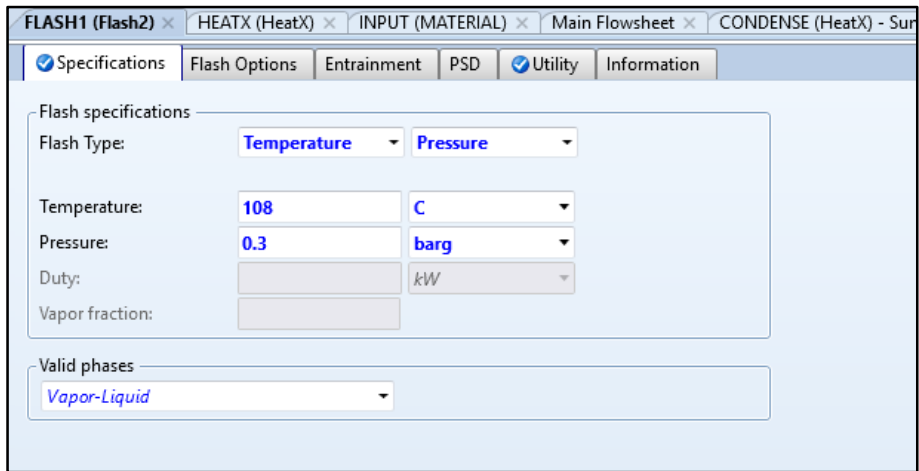 FLASH1 (Flash2) × HEATX (HeatX) × INPUT (MATERIAL) × Main Flowsheet × CONDENSE (HeatX) - Sun
Specifications Flash Options Entrainment PSD Utility Information
Flash specifications
Flash Type: Temperature Pressure
Temperature: 108 C
Pressure: 0.3 barg
Duty: kW
Vapor fraction:
Valid phases
Vapor-Liquid